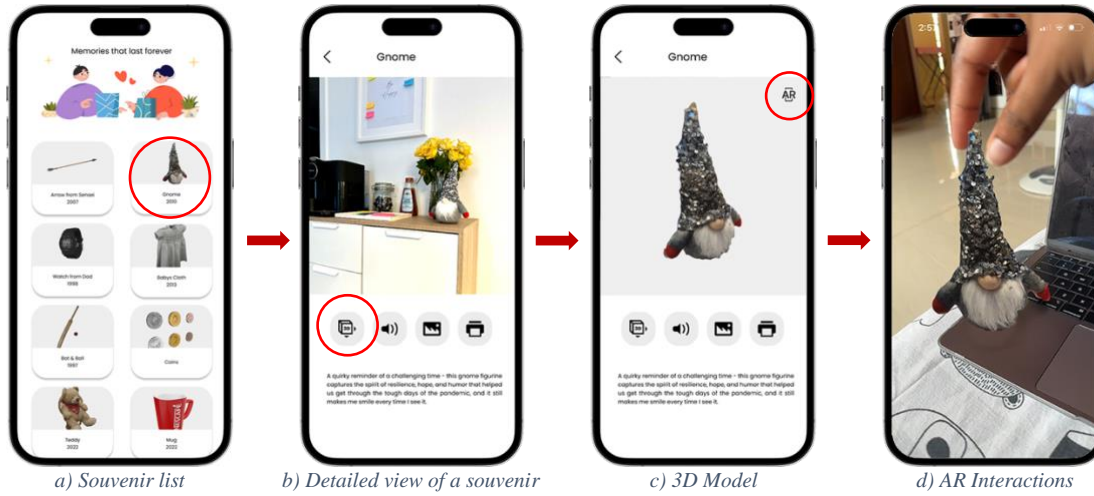 Memories that last forever
Arrow from Sensei
2007
Gnome
2010
Watch from Dad
1998
Babys Cloth
2013
Bat & Ball
1997
Coins
Teddy
2022
Mug
2022
a) Souvenir list
Gnome
3D
A quirky reminder of a challenging time - this gnome figurine
captures the spirit of resilience, hope, and humor that helped
us get through the tough days of the pandemic, and it still
makes me smile every time I see it.
b) Detailed view of a souvenir
Gnome
AR
3D
A quirky reminder of a challenging time - this gnome figurine
captures the spirit of resilience, hope, and humor that helped
us get through the tough days of the pandemic, and it still
makes me smile every time I see it.
c) 3D Model
d) AR Interactions